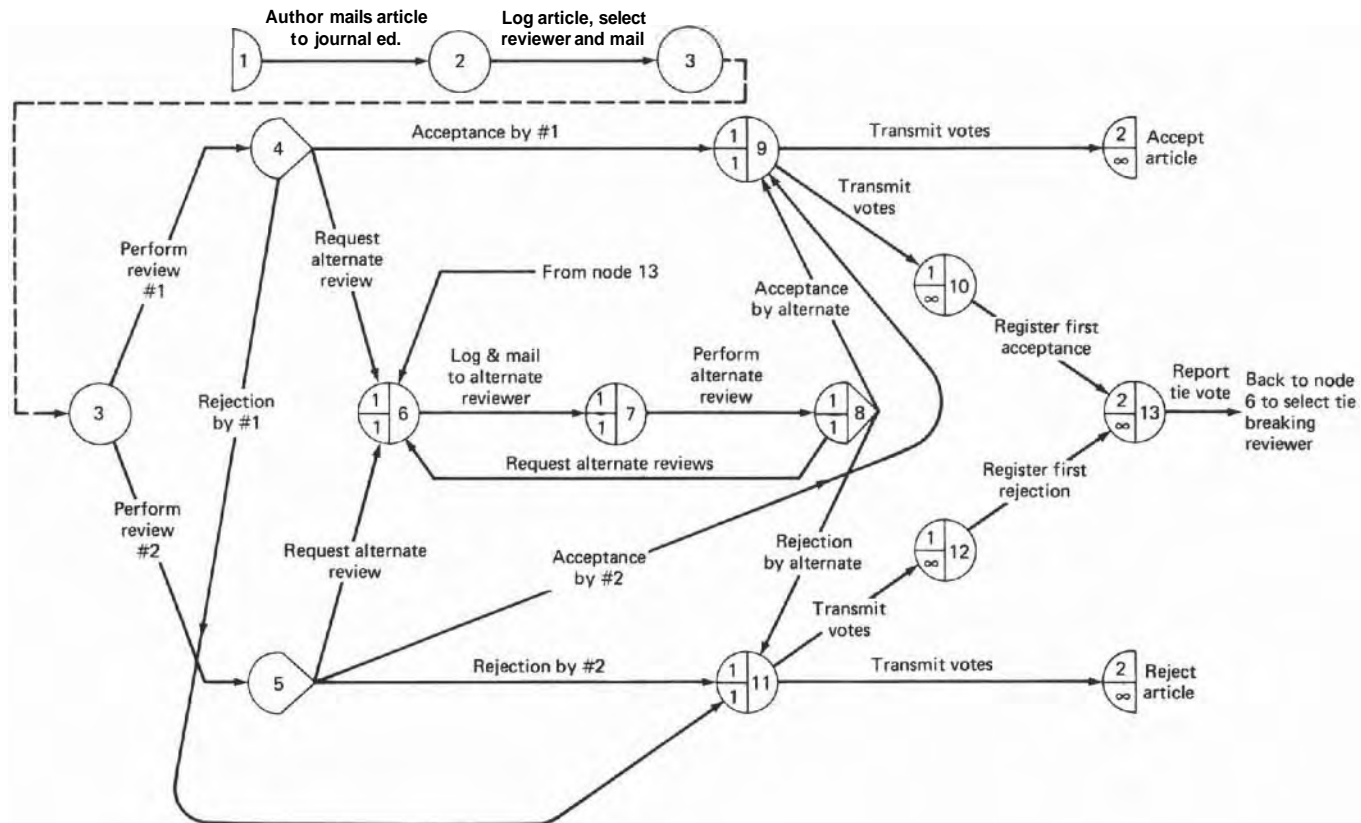 Author mails article
to journal ed.
Log article, select
reviewer and mail
1
2
3
4
Acceptance by #1
1
1
9
Transmit votes
2
∞
Accept
article
Transmit
votes
Perform
review
#1
Request
alternate
review
From node 13
Acceptance
by alternate
1
∞
10
Register first
acceptance
3
Rejection
by #1
1
1
6
Log & mail
to alternate
reviewer
1
1
7
Perform
alternate
review
1
1
8
2
∞
13
Report
tie vote
Back to node
6 to select tie
breaking
reviewer
Request alternate reviews
Register first
rejection
Perform
review
#2
Request alternate
review
Acceptance
by #2
Rejection
by alternate
1
∞
12
Transmit
votes
5
Rejection by #2
1
1
11
Transmit votes
2
∞
Reject
article